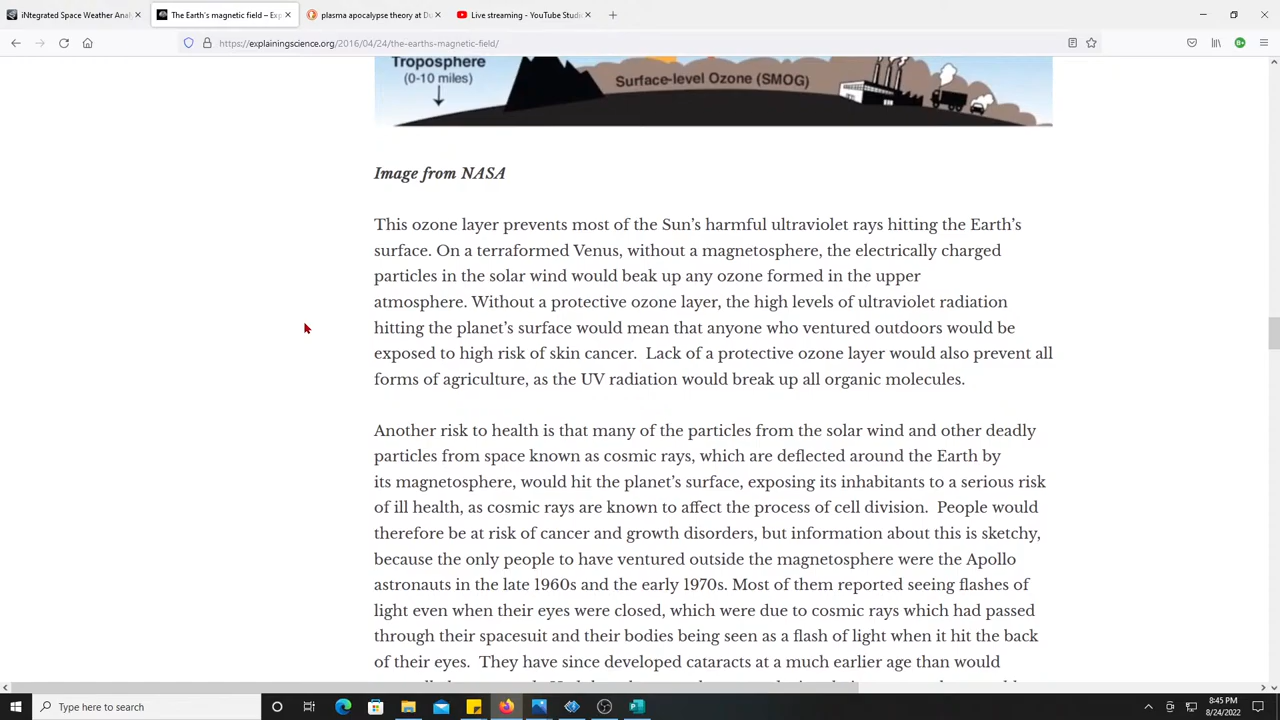 iNtegrated Space Weather Anal
The Earth's magnetic field – Exp
plasma apocalypse theory at Du
Live streaming - YouTube Studi
https://explainingscience.org/2016/04/24/the-earths-magnetic-field/
Troposphere
(0-10 miles)
Surface-level Ozone (SMOG)
Image from NASA
This ozone layer prevents most of the Sun's harmful ultraviolet rays hitting the Earth's
surface. On a terraformed Venus, without a magnetosphere, the electrically charged
particles in the solar wind would beak up any ozone formed in the upper
atmosphere. Without a protective ozone layer, the high levels of ultraviolet radiation
hitting the planet's surface would mean that anyone who ventured outdoors would be
exposed to high risk of skin cancer.  Lack of a protective ozone layer would also prevent all
forms of agriculture, as the UV radiation would break up all organic molecules.
Another risk to health is that many of the particles from the solar wind and other deadly
particles from space known as cosmic rays, which are deflected around the Earth by
its magnetosphere, would hit the planet's surface, exposing its inhabitants to a serious risk
of ill health, as cosmic rays are known to affect the process of cell division.  People would
therefore be at risk of cancer and growth disorders, but information about this is sketchy,
because the only people to have ventured outside the magnetosphere were the Apollo
astronauts in the late 1960s and the early 1970s. Most of them reported seeing flashes of
light even when their eyes were closed, which were due to cosmic rays which had passed
through their spacesuit and their bodies being seen as a flash of light when it hit the back
of their eyes.  They have since developed cataracts at a much earlier age than would
Type here to search
8:45 PM
8/24/2022